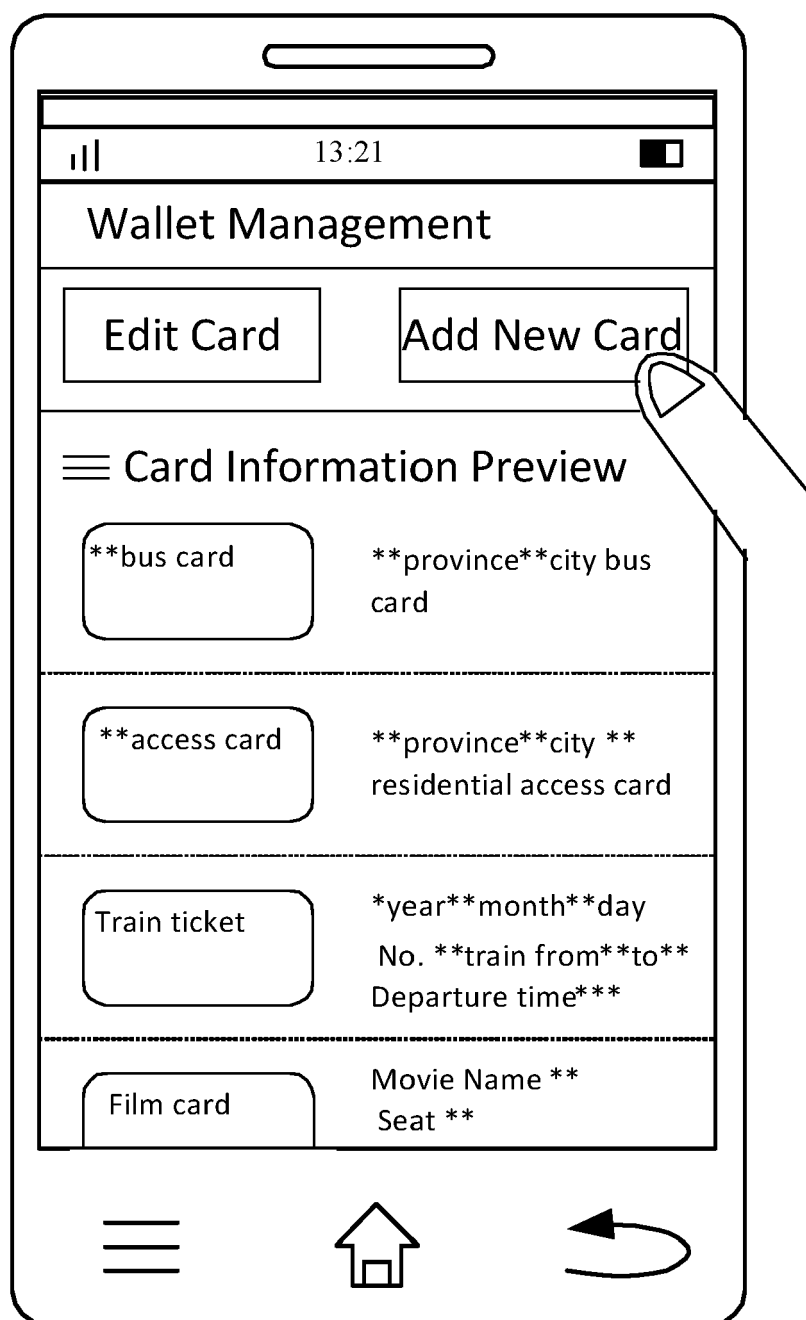 13:21
Wallet Management
Edit Card
Add New Card
Card Information Preview
**bus card
**province**city bus
card
**access card
**province**city **
residential access card
Train ticket
*year**month**day
No. **train from**to**
Departure time***
Film card
Movie Name **
Seat **